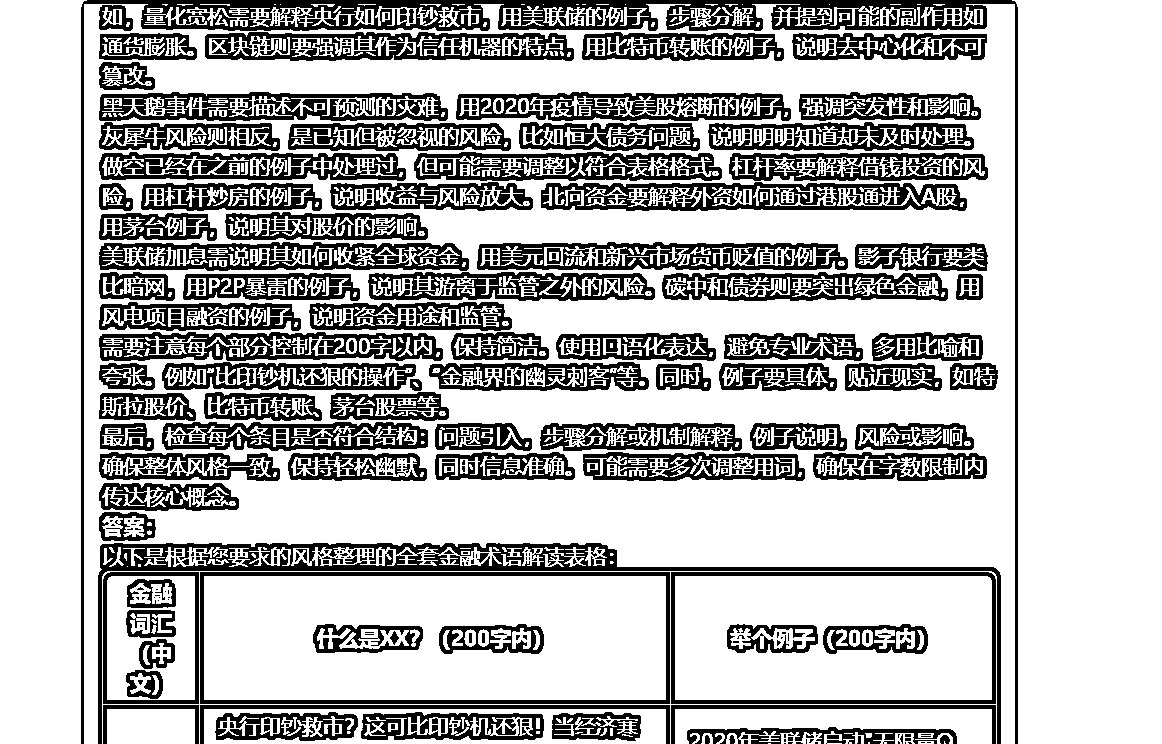 如，量化宽松需要解释央行如何印钞救市，用美联储的例子，步骤分解，并提到可能的副作用如
通货膨胀。区块链则要强调其作为信任机器的特点，用比特币转账的例子，说明去中心化和不可
篡改。
黑天鹅事件需要描述不可预测的灾难，用2020年疫情导致美股熔断的例子，强调突发性和影响。
灰犀牛风险则相反，是已知但被忽视的风险，比如恒大债务问题，说明明明知道却未及时处理。
做空已经在之前的例子中处理过，但可能需要调整以符合表格格式。杠杆率要解释借钱投资的风
险，用杠杆炒房的例子，说明收益与风险放大。北向资金要解释外资如何通过港股通进入A股，
用茅台例子，说明其对股价的影响。
美联储加息需说明其如何收紧全球资金，用美元回流和新兴市场货币贬值的例子。影子银行要类
比暗网，用P2P暴雷的例子，说明其游离于监管之外的风险。碳中和债券则要突出绿色金融，用
风电项目融资的例子，说明资金用途和监管。
需要注意每个部分控制在200字以内，保持简洁。使用口语化表达，避免专业术语，多用比喻和
夸张。例如“比印钞机还狠的操作”、“金融界的幽灵刺客”等。同时，例子要具体，贴近现实，如特
斯拉股价、比特币转账、茅台股票等。
最后，检查每个条目是否符合结构：问题引入，步骤分解或机制解释，例子说明，风险或影响。
确保整体风格一致，保持轻松幽默，同时信息准确。可能需要多次调整用词，确保在字数限制内
传达核心概念。
答案：
以下是根据您要求的风格整理的全套金融术语解读表格：
金融
词汇
（中
文）
什么是XX？（200字内）
举个例子（200字内）
央行印钞救市？这可比印钞机还狠！当经济寒
2020年美联储启动“无限量Q